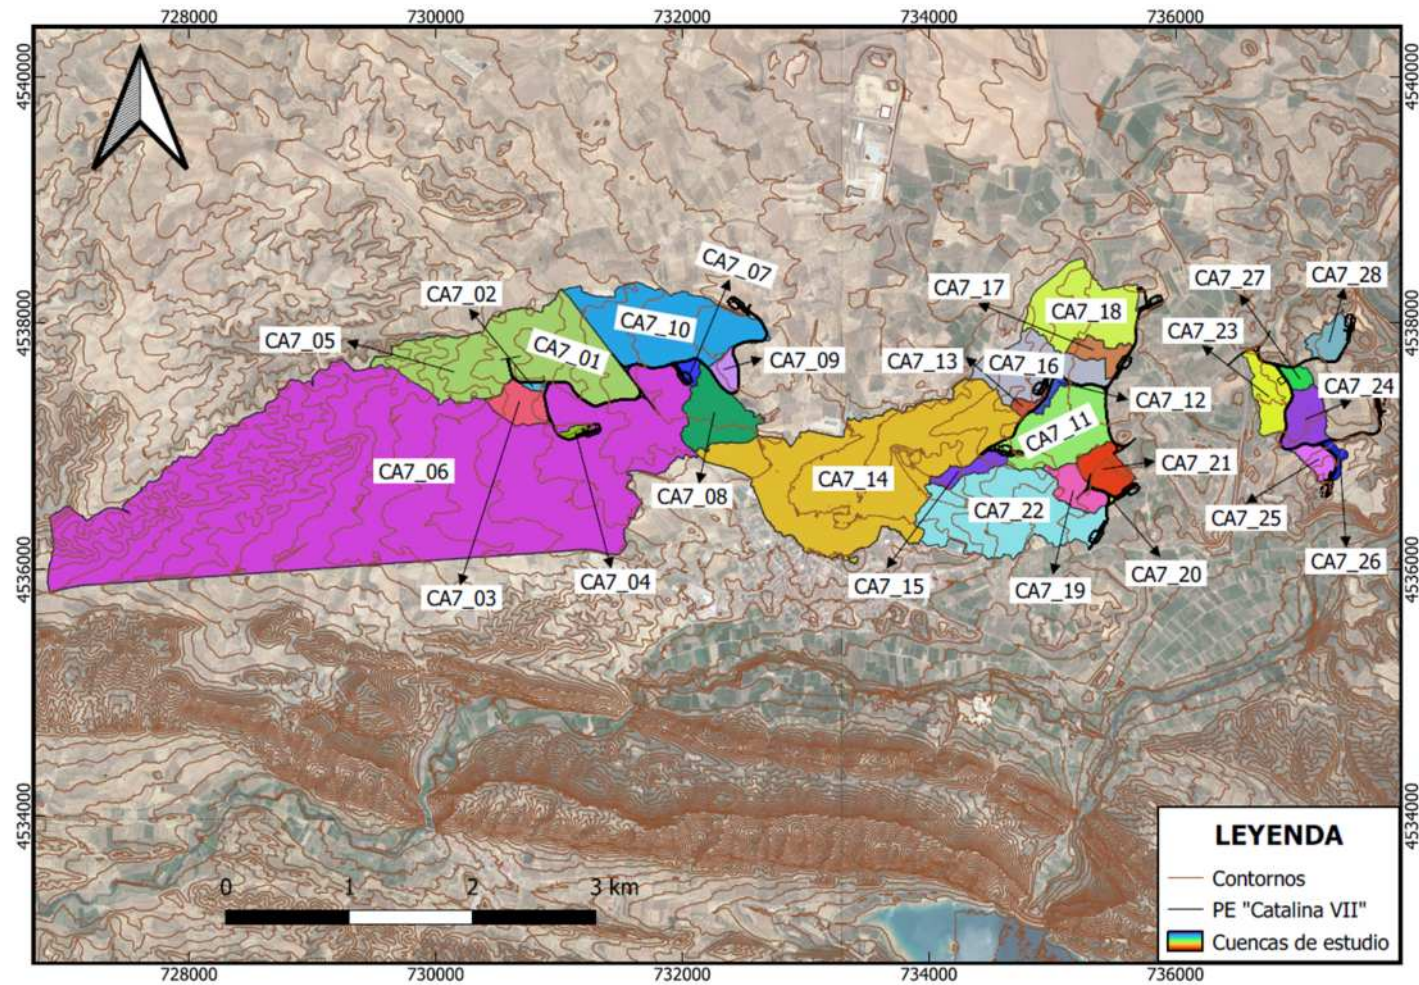 728000 730000 732000 734000 736000
4540000 4540000
CA7_07
CA7_27
CA7_28
CA7_02
CA7_17
CA7_18
4538000 4538000
CA7_10
CA7_23
CA7_05
CA7_01
CA7_09
CA7_13
CA7_16
CA7_24
CA7_12
CA7_11
CA7_06
CA7_21
CA7_14
CA7_08
CA7_22
CA7_25
CA7_26
CA7_20
CA7_04
CA7_15
CA7_19
CA7_03
4536000 4536000
4534000 4534000
LEYENDA
Contornos
PE "Catalina VII"
Cuencas de estudio
0 1 2 3 km
728000 730000 732000 734000 736000